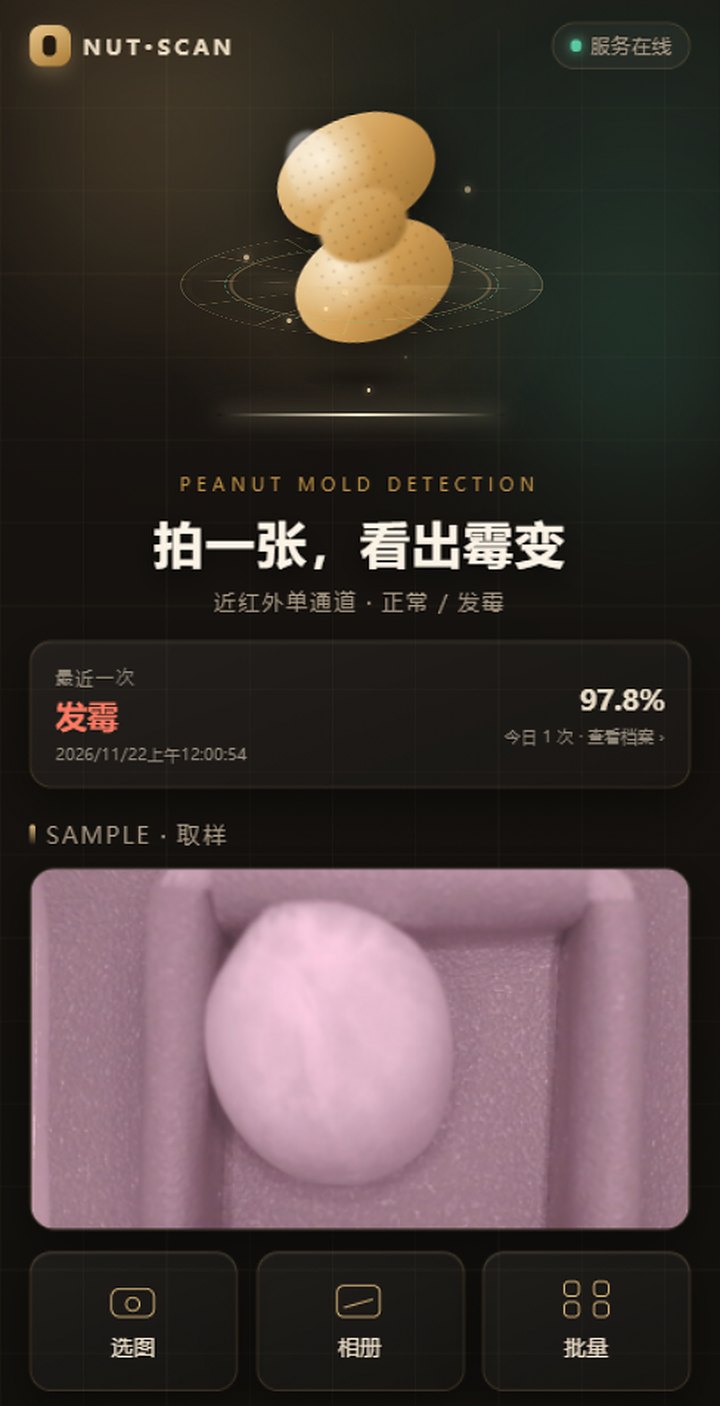 NUT·SCAN
服务在线
PEANUT MOLD DETECTION
拍一张，看出霉变
近红外单通道 · 正常 / 发霉
最近一次
发霉
2026/11/22上午12:00:54
97.8%
今日 1 次 · 查看档案 ›
SAMPLE · 取样
选图
相册
批量